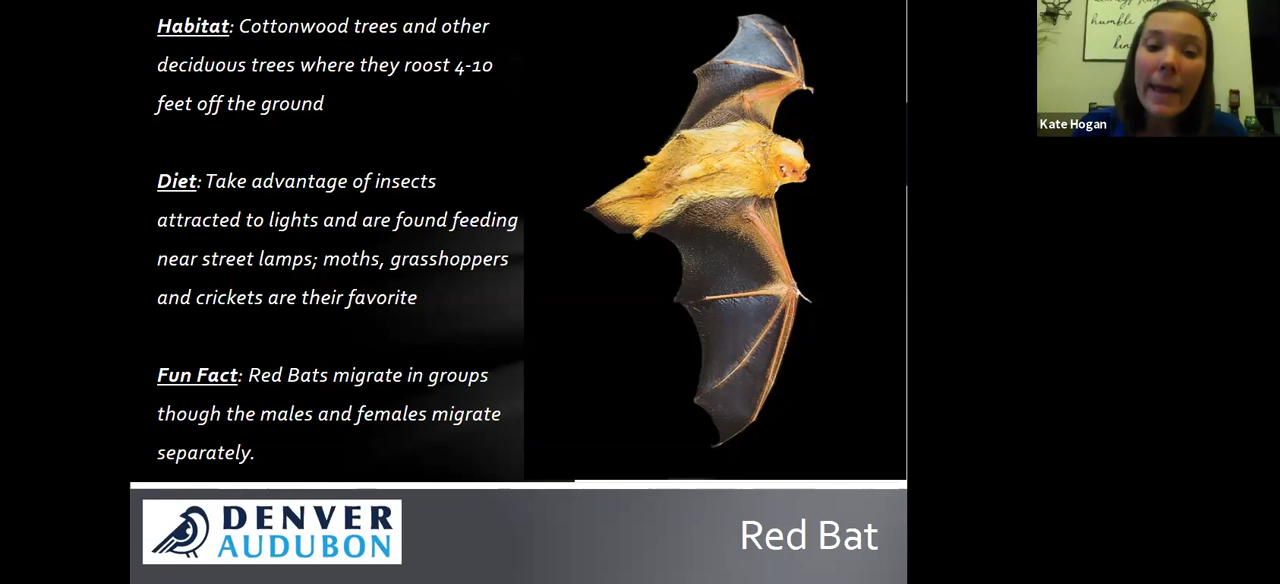 Habitat: Cottonwood trees and other
deciduous trees where they roost 4-10
feet off the ground
Diet: Take advantage of insects
attracted to lights and are found feeding
near street lamps; moths, grasshoppers
and crickets are their favorite
Fun Fact: Red Bats migrate in groups
though the males and females migrate
separately.
DENVER
AUDUBON
Red Bat
humble
Kate Hogan